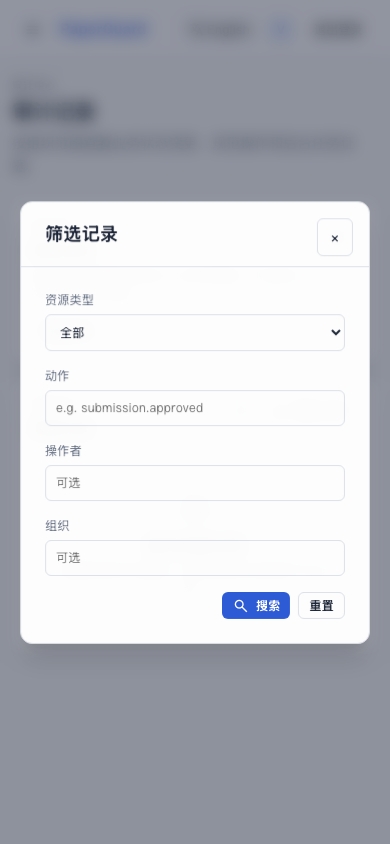 筛选记录
×
资源类型
全部
动作
e.g. submission.approved
操作者
可选
组织
可选
搜索
重置